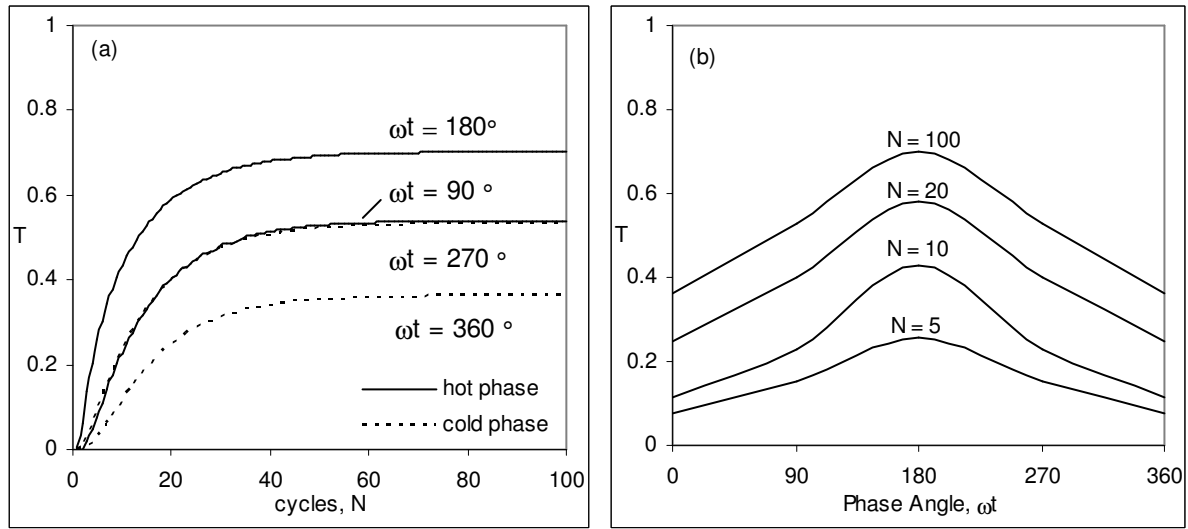 (a)
1
0.8
0.6
T
0.4
0.2
0
ωt = 180°
ωt = 90 °
ωt = 270 °
ωt = 360 °
hot phase
cold phase
0 20 40 60 80 100
cycles, N
(b)
1
0.8
0.6
T
0.4
0.2
0
N = 100
N = 20
N = 10
N = 5
0 90 180 270 360
Phase Angle, ωt